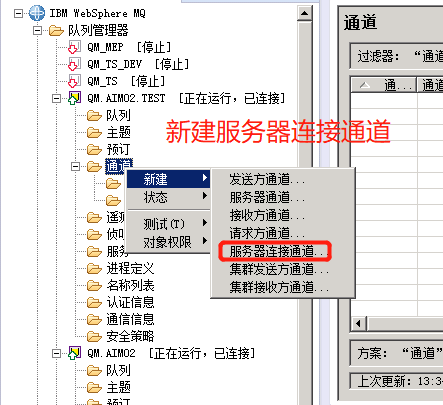 IBM WebSphere MQ
队列管理器
QM_MEP [停止]
QM_TS_DEV [停止]
QM_TS [停止]
QM.AIMO2.TEST [正在运行，已连接]
队列
主题
预订
通道
新建服务器连接通道
新建
状态
测试(T)
对象权限
发送方通道...
服务器通道...
接收方通道...
请求方通道...
服务器连接通道...
集群发送方通道...
集群接收方通道...
服务
进程定义
名称列表
认证信息
通信信息
安全策略
QM.AIMO2 [正在运行，已连接]
队列
主题
预订
通道
过滤器：“通道
通... 通道
方案：“通道”
上次更新：13:3